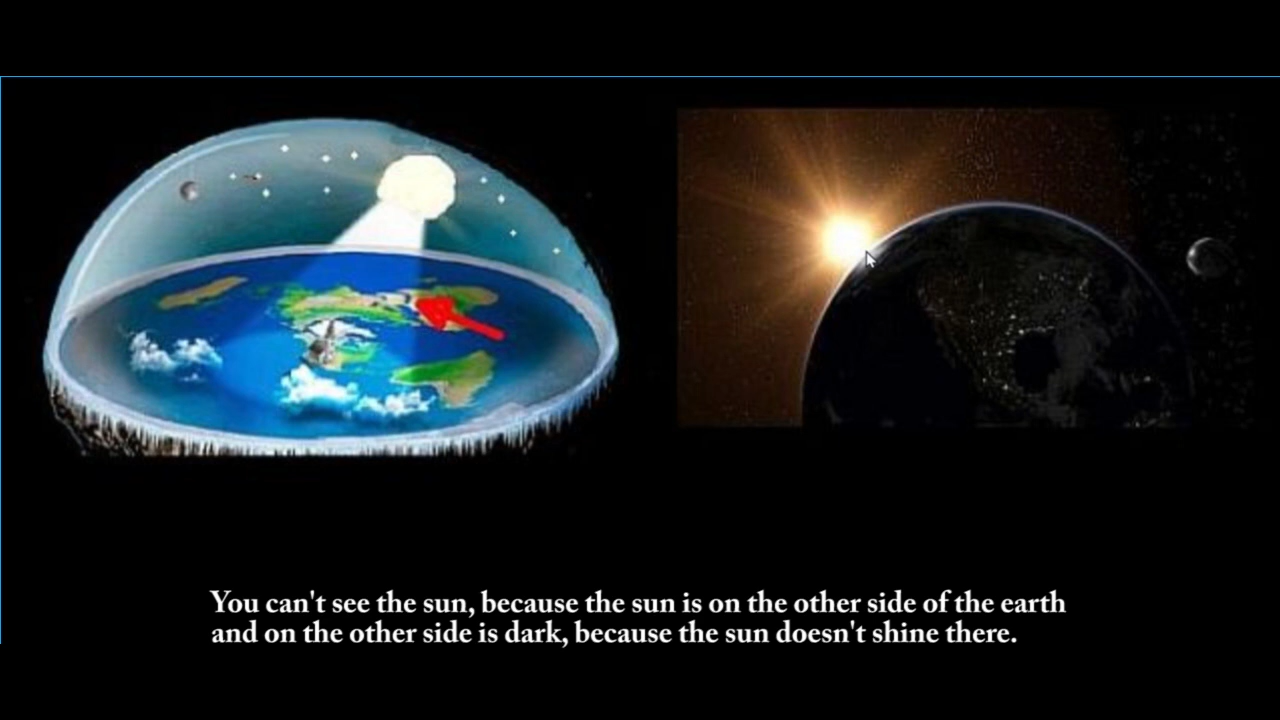 You can't see the sun, because the sun is on the other side of the earth
and on the other side is dark, because the sun doesn't shine there.